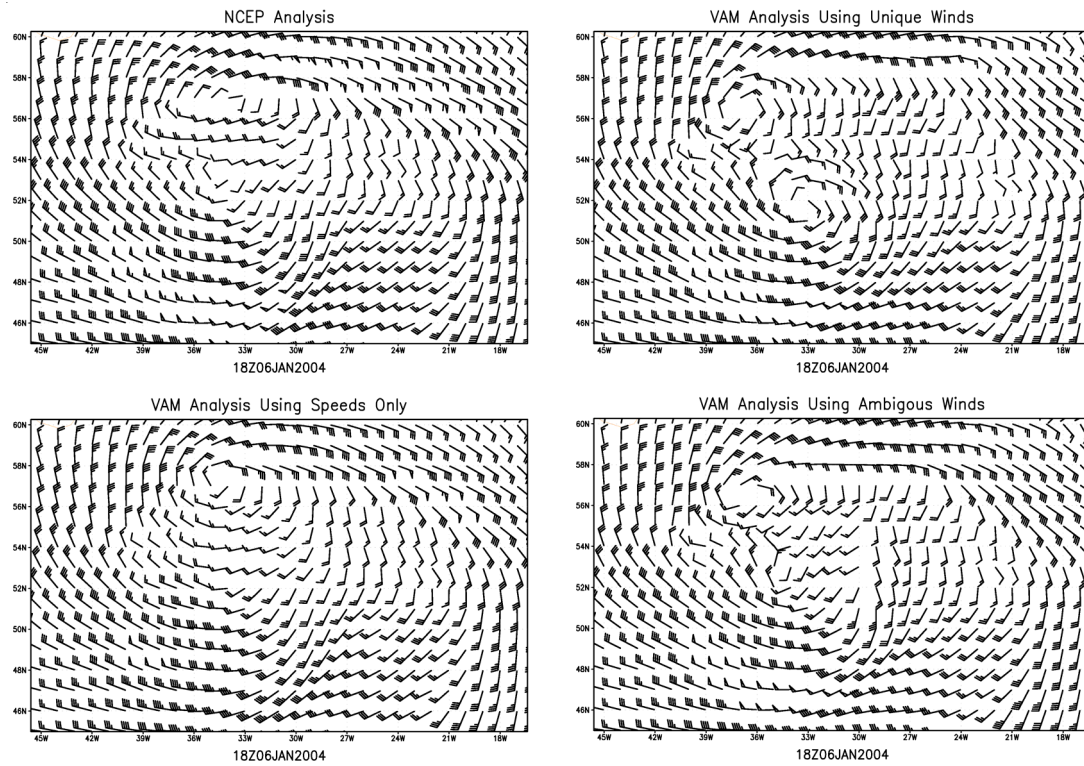 NCEP Analysis
60N
58N
56N
54N
52N
50N
48N
46N
45W 42W 39W 36W 33W 30W 27W 24W 21W 18W
18Z06JAN2004
VAM Analysis Using Unique Winds
60N
58N
56N
54N
52N
50N
48N
46N
45W 42W 39W 36W 33W 30W 27W 24W 21W 18W
18Z06JAN2004
VAM Analysis Using Speeds Only
60N
58N
56N
54N
52N
50N
48N
46N
45W 42W 39W 36W 33W 30W 27W 24W 21W 18W
18Z06JAN2004
VAM Analysis Using Ambigous Winds
60N
58N
56N
54N
52N
50N
48N
46N
45W 42W 39W 36W 33W 30W 27W 24W 21W 18W
18Z06JAN2004